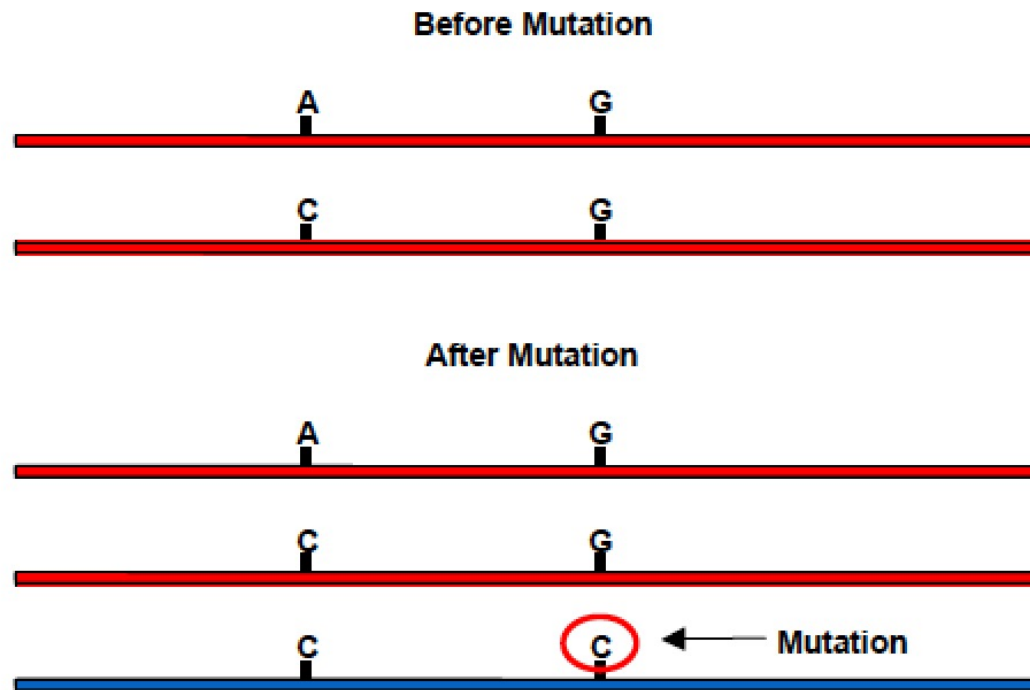 Before Mutation
A G
C G
After Mutation
A G
C G
C C
Mutation